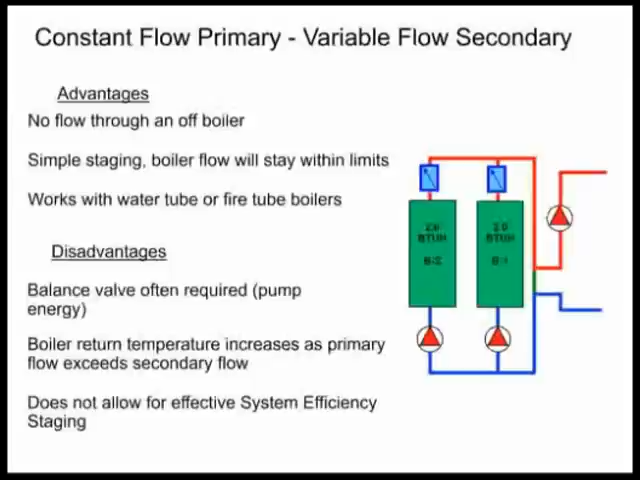 Constant Flow Primary - Variable Flow Secondary
Advantages
No flow through an off boiler
Simple staging, boiler flow will stay within limits
Works with water tube or fire tube boilers
Disadvantages
Balance valve often required (pump
energy)
Boiler return temperature increases as primary
flow exceeds secondary flow
Does not allow for effective System Efficiency
Staging
BTUH
BTUH